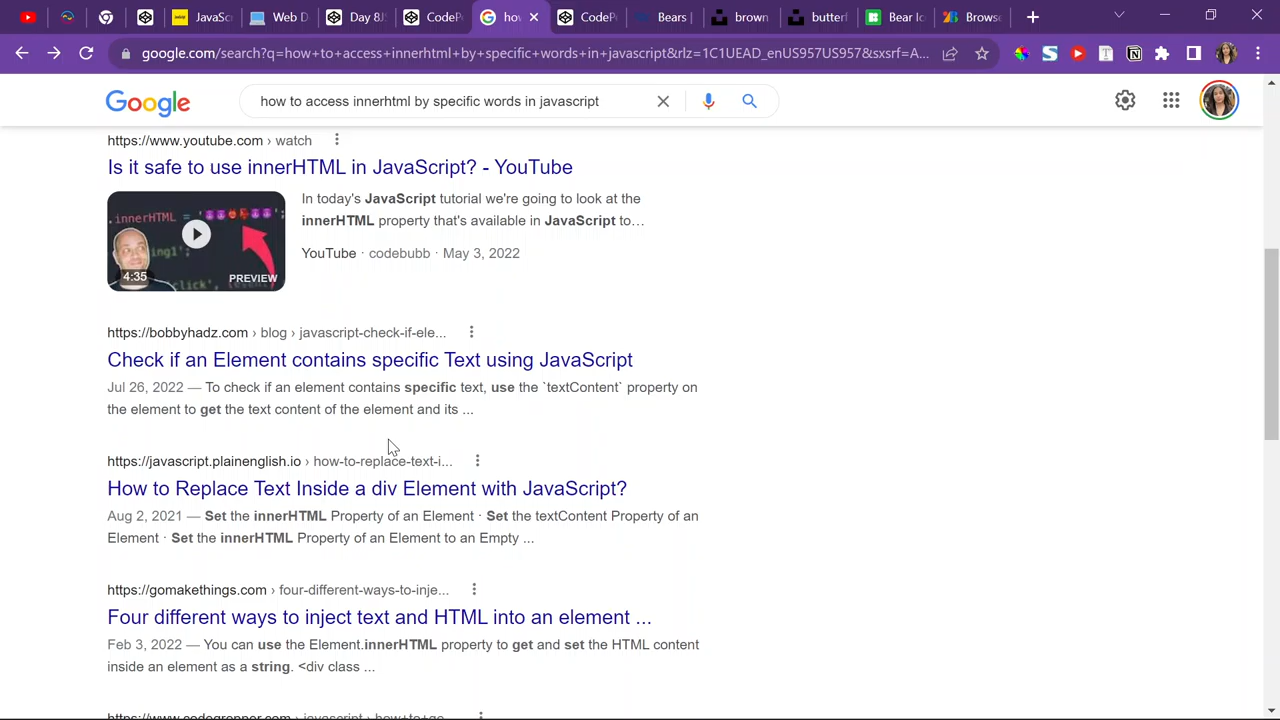 JavaSc
Web D
Day 8J
CodeP
how
CodeP
Bears |
brown
butterf
Bear Ic
Browse
google.com/search?q=how+to+access+innerhtml+by+specific+words+in+javascript&rlz=1C1UEAD_enUS957US957&sxsrf=A...
Google
how to access innerhtml by specific words in javascript
https://www.youtube.com › watch
Is it safe to use innerHTML in JavaScript? - YouTube
.innerHTML =
click',
4:35
PREVIEW
In today's JavaScript tutorial we're going to look at the
innerHTML property that's available in JavaScript to...
YouTube · codebubb · May 3, 2022
https://bobbyhadz.com › blog › javascript-check-if-ele...
Check if an Element contains specific Text using JavaScript
Jul 26, 2022 — To check if an element contains specific text, use the `textContent` property on
the element to get the text content of the element and its ...
https://javascript.plainenglish.io › how-to-replace-text-i...
How to Replace Text Inside a div Element with JavaScript?
Aug 2, 2021 — Set the innerHTML Property of an Element · Set the textContent Property of an
Element · Set the innerHTML Property of an Element to an Empty ...
https://gomakethings.com › four-different-ways-to-inje...
Four different ways to inject text and HTML into an element ...
Feb 3, 2022 — You can use the Element.innerHTML property to get and set the HTML content
inside an element as a string. <div class ...
https://www.codegrepper.com › javascript › how+to+ge...